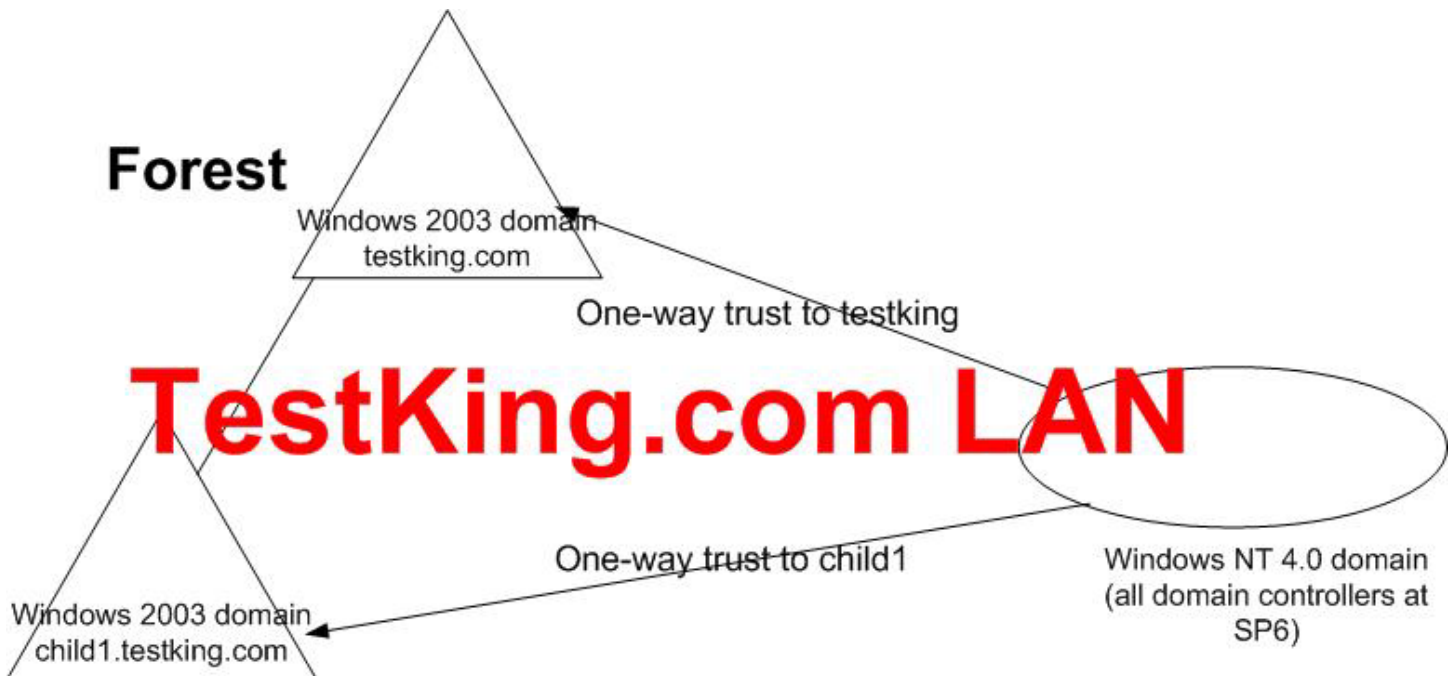 Forest
Windows 2003 domain
testking.com
One-way trust to testking
TestKing.com LAN
One-way trust to child1
Windows NT 4.0 domain
(all domain controllers at
SP6)
Windows 2003 domain
child1.testking.com